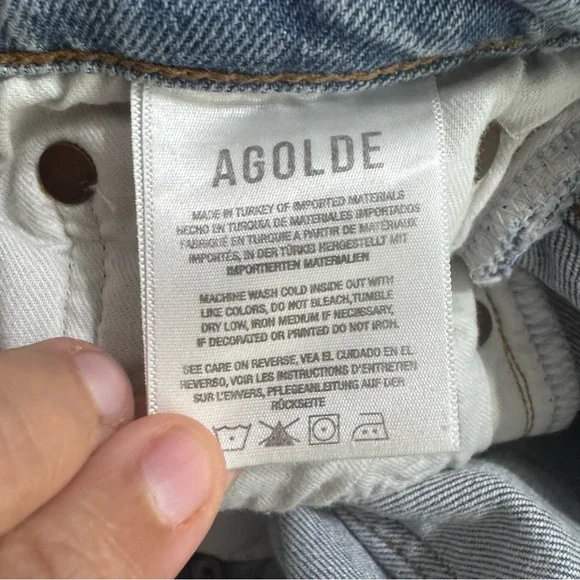 AGOLDE
MADE IN TURKEY OF IMPORTED MATERIALS
HECHO EN TURQUIA DE MATERIALES IMPORTADOS
FABRIQUÉ EN TURQUIE A PARTIR DE MATÉRIAUX
IMPORTÉS, IN DER TÜRKEI HERGESTELLT MIT
IMPORTIERTEN MATERIALIEN
MACHINE WASH COLD INSIDE OUT WITH
LIKE COLORS, DO NOT BLEACH,TUMBLE
DRY LOW, IRON MEDIUM IF NECESSARY,
IF DECORATED OR PRINTED DO NOT IRON.
SEE CARE ON REVERSE, VEA EL CUIDADO EN EL
REVERSO, VOIR LES INSTRUCTIONS D'ENTRETIEN
SUR L'ENVERS, PFLEGEANLEITUNG AUF DER
RÜCKSEITE